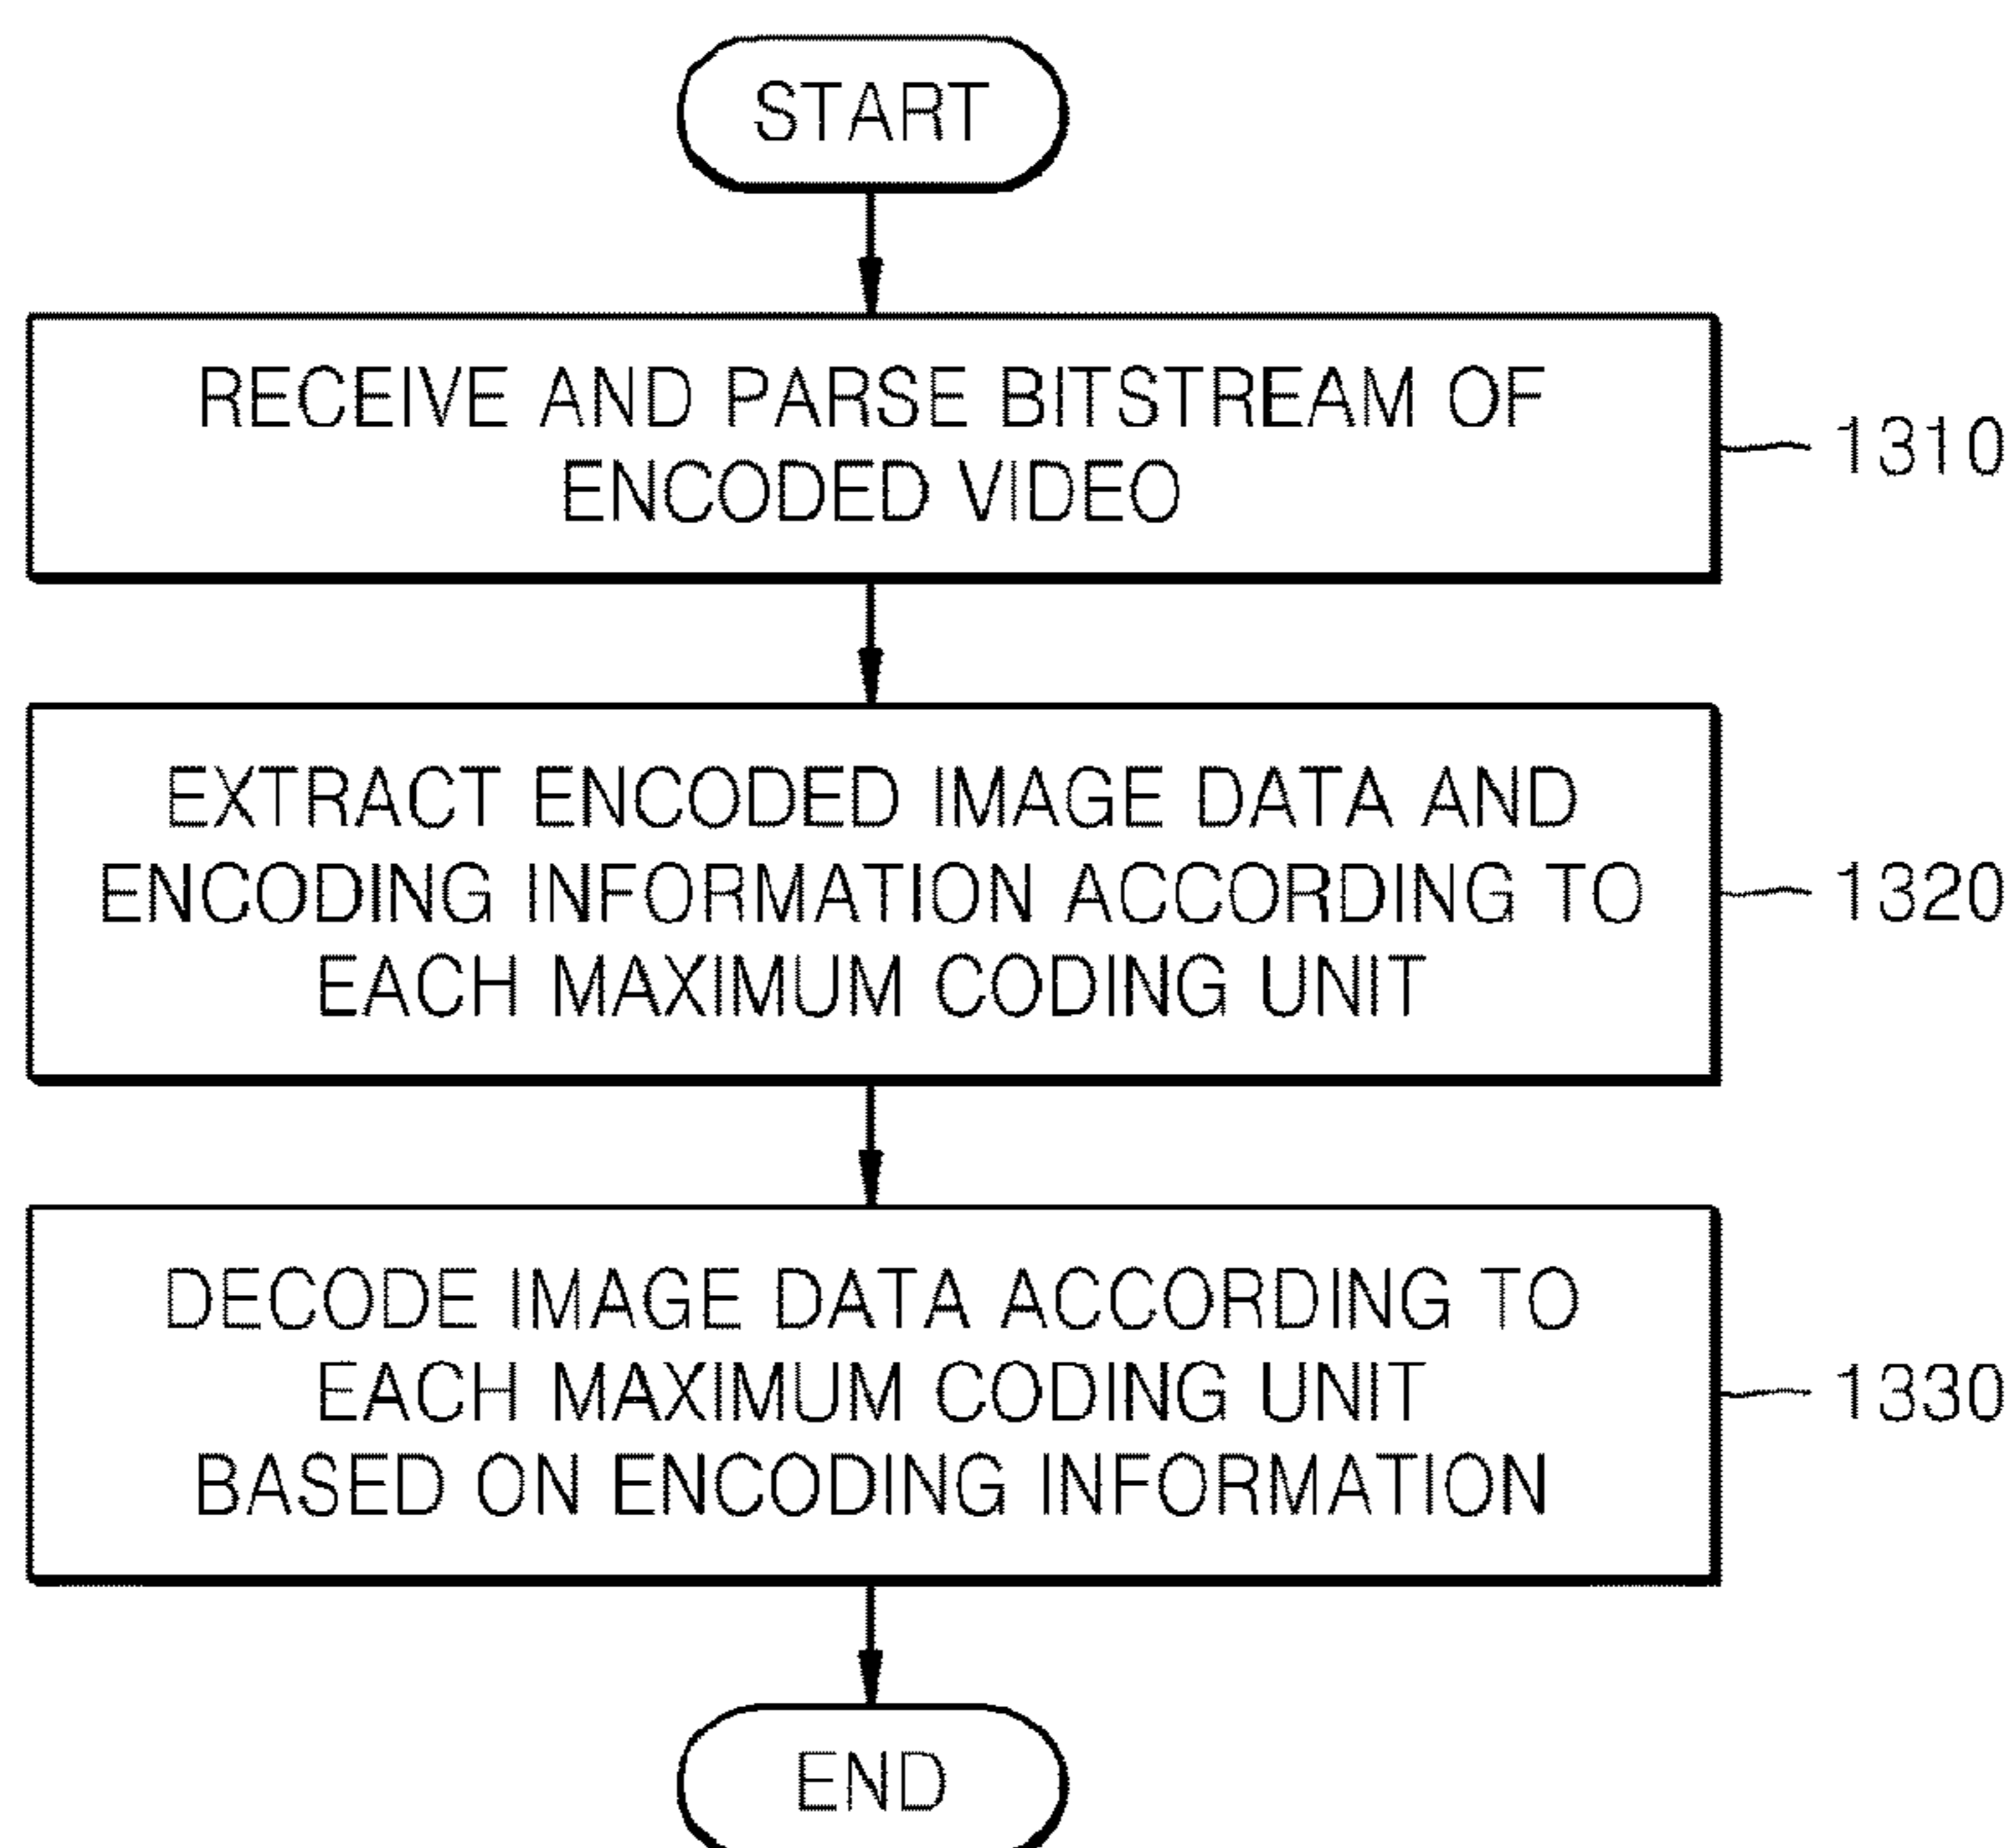 START
RECEIVE AND PARSE BITSTREAM OF
ENCODED VIDEO
1310
EXTRACT ENCODED IMAGE DATA AND
ENCODING INFORMATION ACCORDING TO
EACH MAXIMUM CODING UNIT
1320
DECODE IMAGE DATA ACCORDING TO
EACH MAXIMUM CODING UNIT
BASED ON ENCODING INFORMATION
1330
END